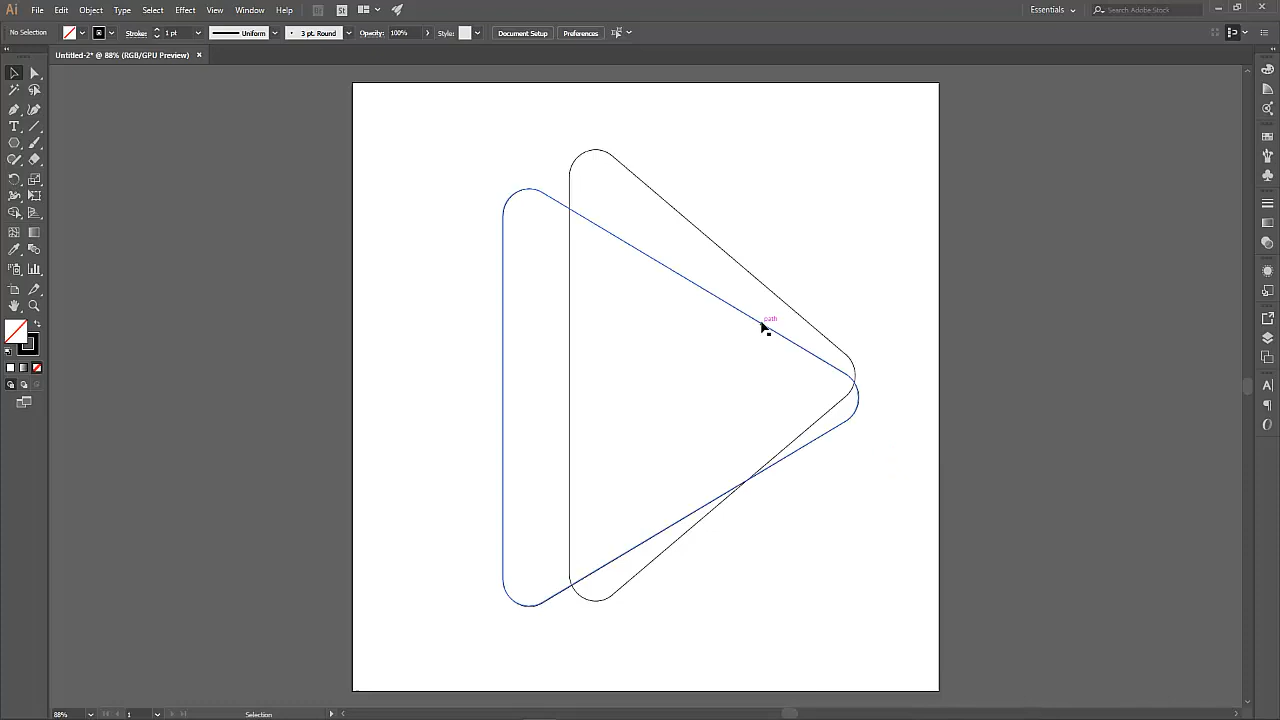 Ai File Edit Object Type Select Effect View Window Help Br St Essentials Search Adobe Stock
No Selection Stroke: 1 pt Uniform 3 pt. Round Opacity: 100% Style: Document Setup Preferences
Untitled-2* @ 88% (RGB/GPU Preview) ×
path
88% 1 Selection